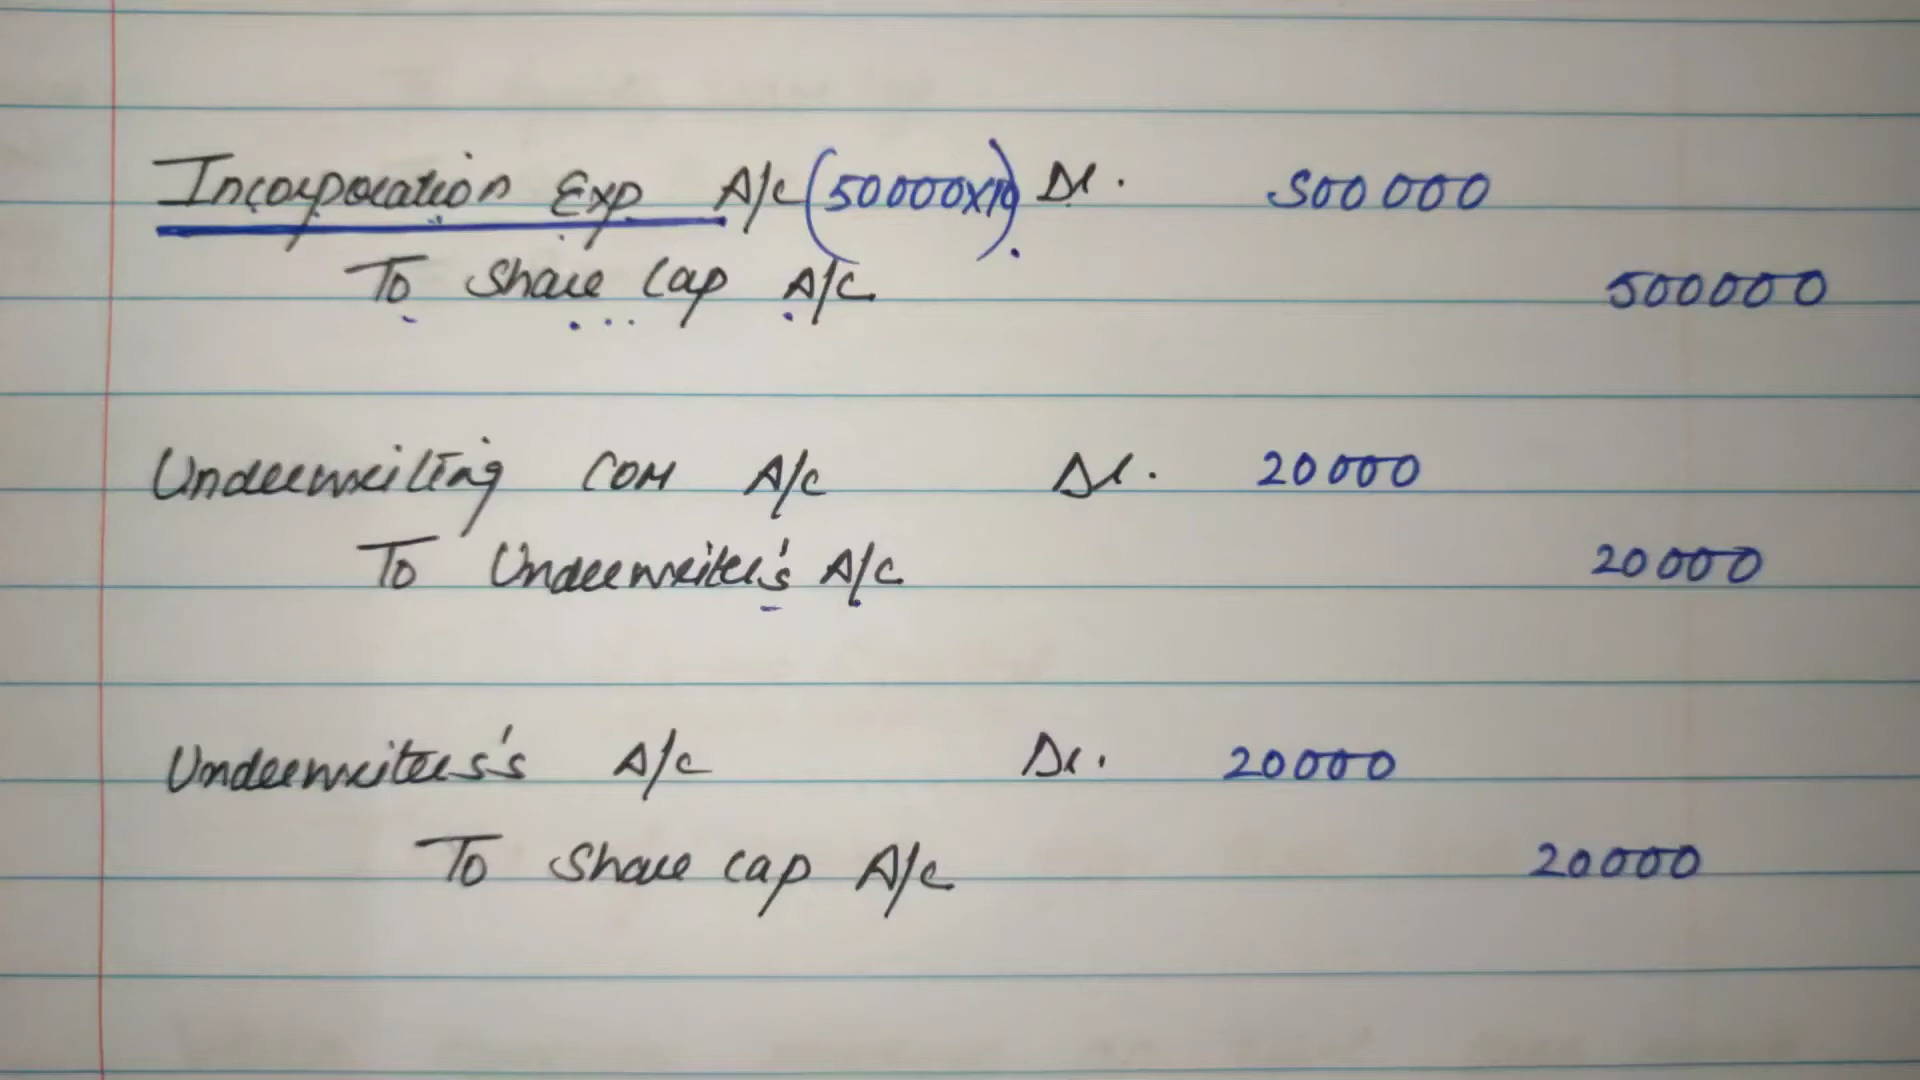 Incorporation Exp A/c (50000x10) Dr. 500000
To Share Cap A/c 500000
Underwriting COM A/c Dr. 20000
To Underwriter's A/c 20000
Underwriters's A/c Dr. 20000
To Share cap A/c 20000